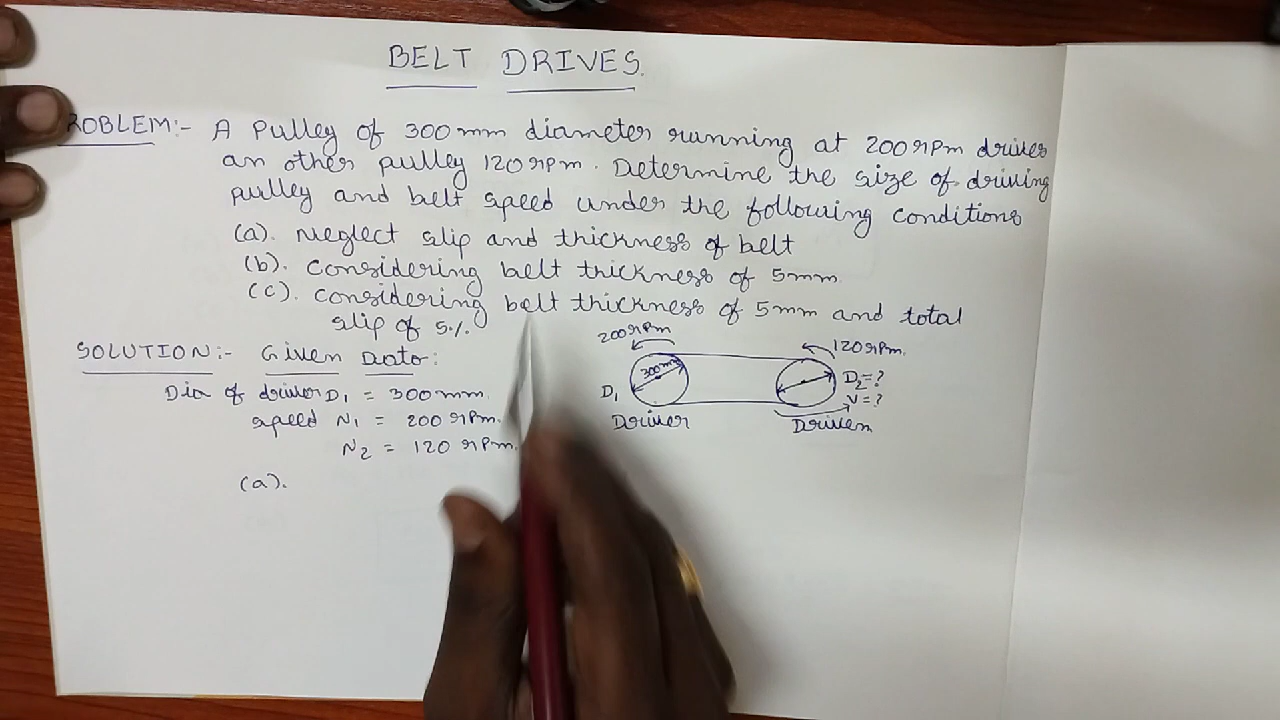 BELT DRIVES.
ROBLEM:- A Pulley of 300mm diameter running at 200rpm drives
an other pulley 120rpm. Determine the size of driving
pulley and belt speed under the following conditions
(a). Neglect slip and thickness of belt
(b). Considering belt thickness of 5mm.
(c). Considering belt thickness of 5mm and total
slip of 5%
SOLUTION:- Given Data:
Dia of driver D1 = 300mm.
speed N1 = 200 rpm.
N2 = 120 rpm.
(a).
200rpm
300mm
D1
Driver
120rpm.
D2=?
V=?
Driven